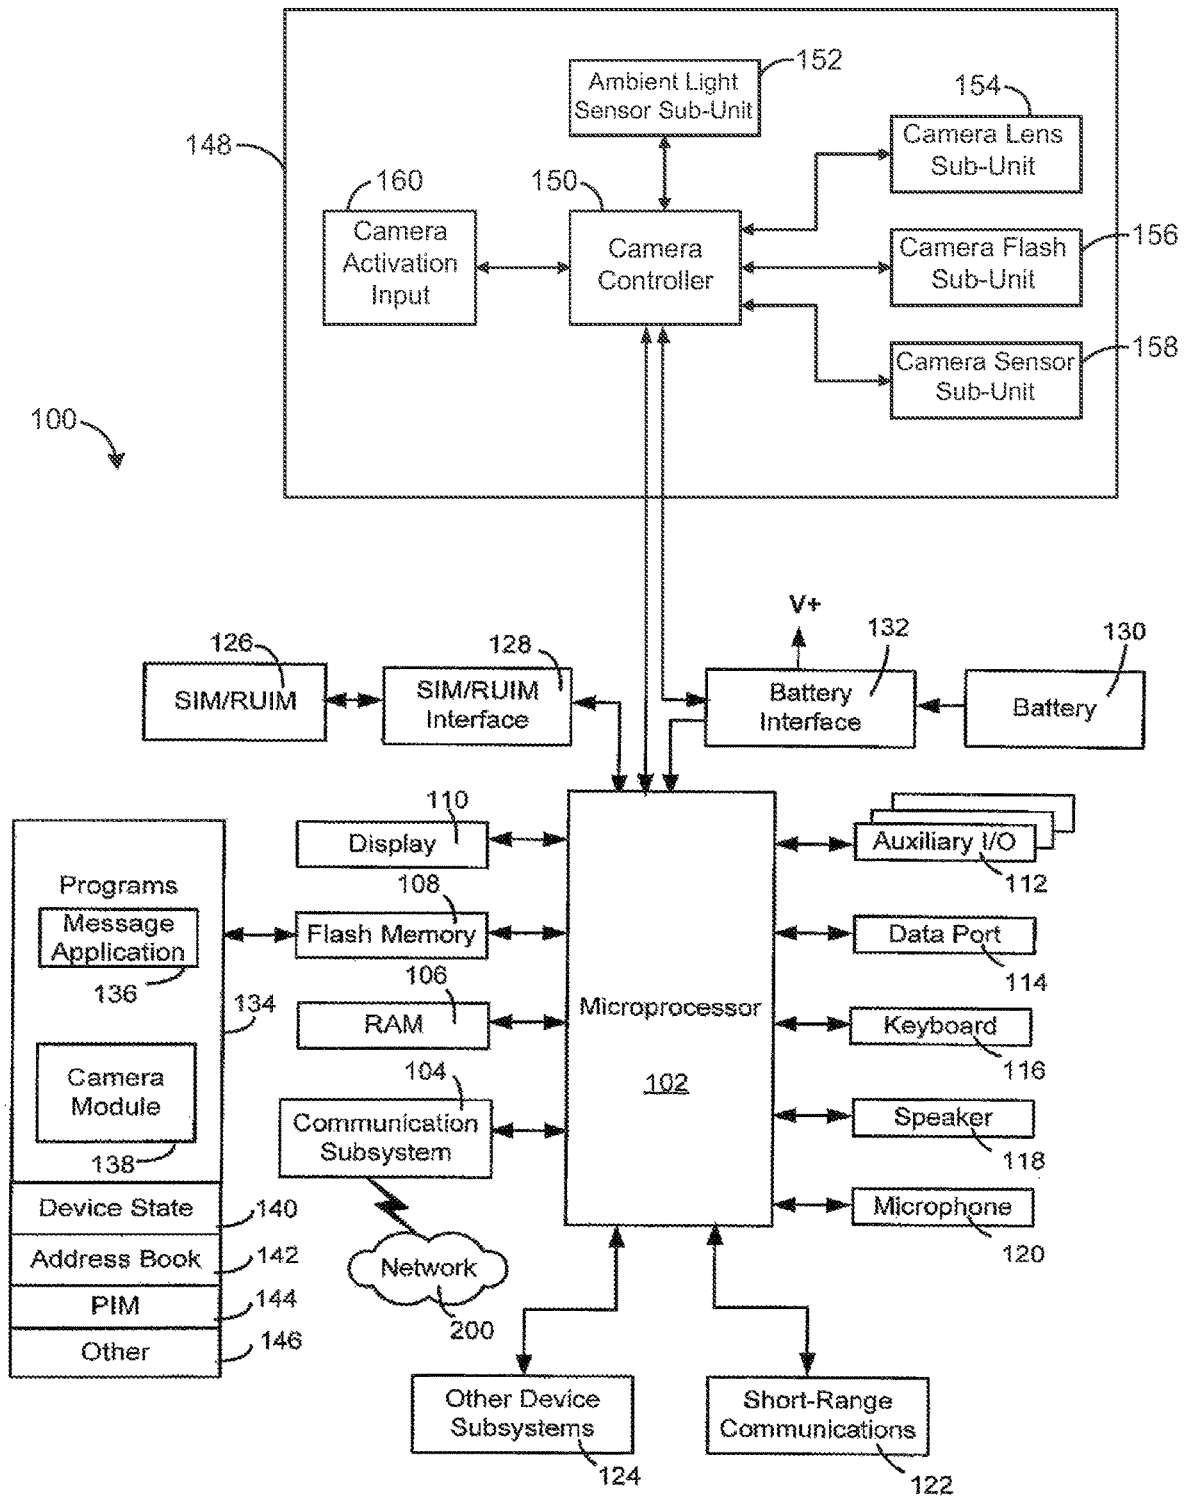 152
Ambient Light
Sensor Sub-Unit
154
Camera Lens
Sub-Unit
148
160
Camera
Activation
Input
150
Camera
Controller
156
Camera Flash
Sub-Unit
158
Camera Sensor
Sub-Unit
100
V+
126
SIM/RUIM
128
SIM/RUIM
Interface
132
Battery
Interface
130
Battery
110
Display
Auxiliary I/O
112
Programs
Message
Application
136
108
Flash Memory
Data Port
114
134
106
RAM
Microprocessor
102
Keyboard
116
Camera
Module
138
104
Communication
Subsystem
Speaker
118
Device State
140
Microphone
120
Address Book
142
Network
200
PIM
144
Other
146
Other Device
Subsystems
124
Short-Range
Communications
122